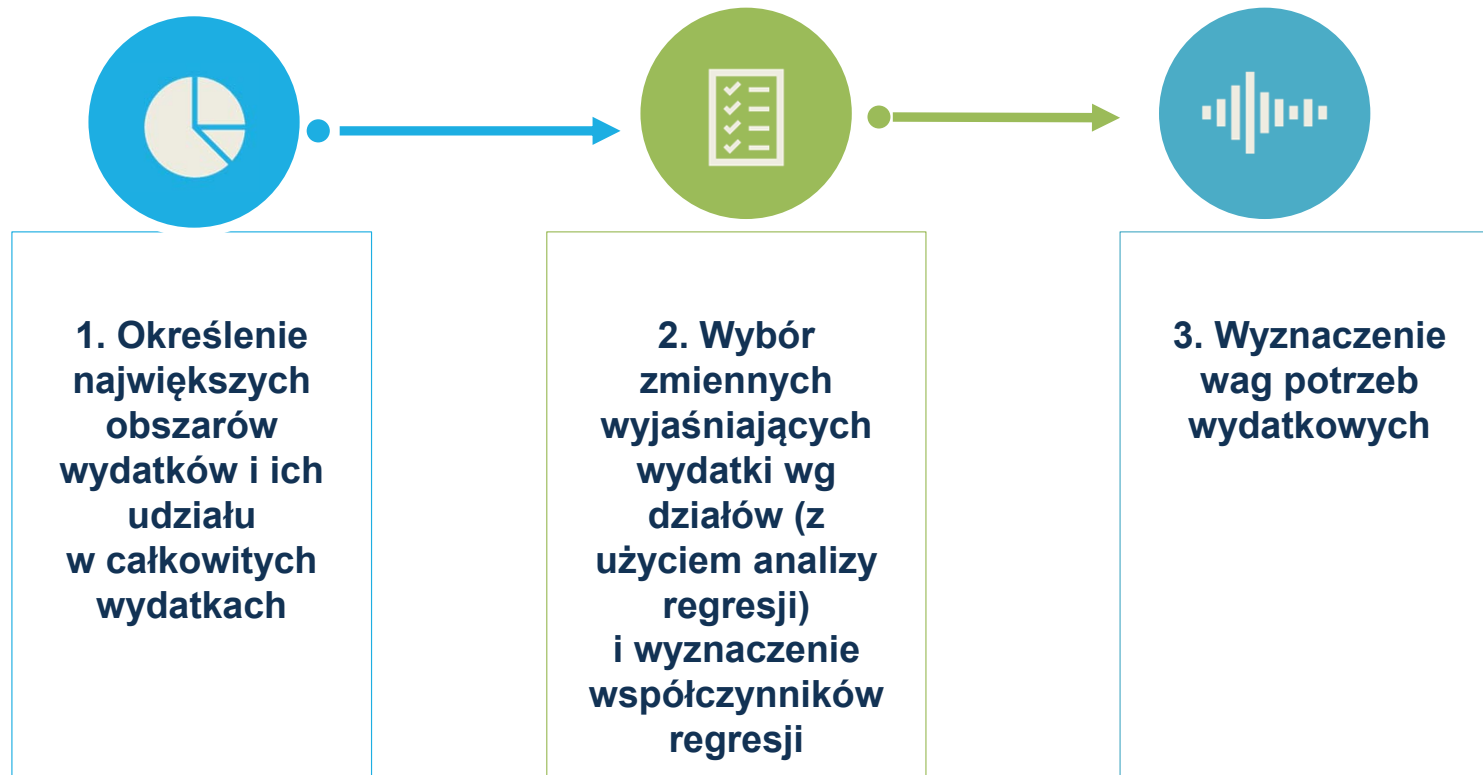 1. Określenie
największych
obszarów
wydatków i ich
udziału
w całkowitych
wydatkach
2. Wybór
zmiennych
wyjaśniających
wydatki wg
działów (z
użyciem analizy
regresji)
i wyznaczenie
współczynników
regresji
3. Wyznaczenie
wag potrzeb
wydatkowych